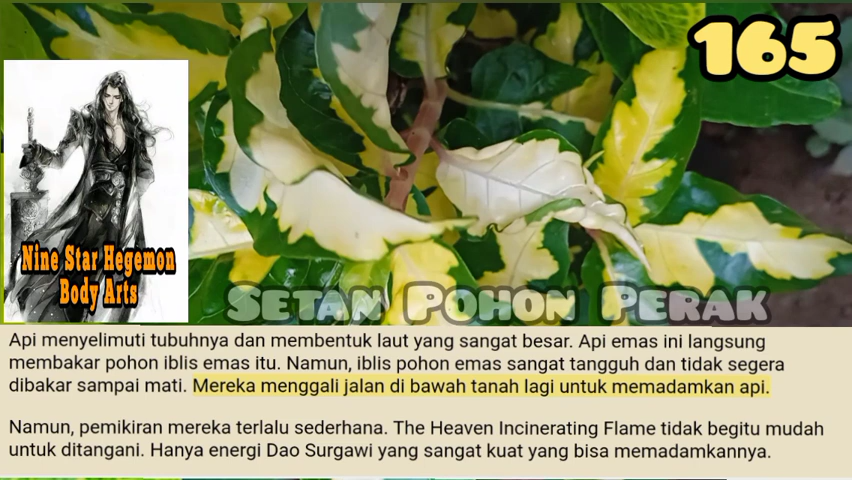 165
Nine Star Hegemon
Body Arts
Setan Pohon Perak
Api menyelimuti tubuhnya dan membentuk laut yang sangat besar. Api emas ini langsung
membakar pohon iblis emas itu. Namun, iblis pohon emas sangat tangguh dan tidak segera
dibakar sampai mati. Mereka menggali jalan di bawah tanah lagi untuk memadamkan api.
Namun, pemikiran mereka terlalu sederhana. The Heaven Incinerating Flame tidak begitu mudah
untuk ditangani. Hanya energi Dao Surgawi yang sangat kuat yang bisa memadamkannya.